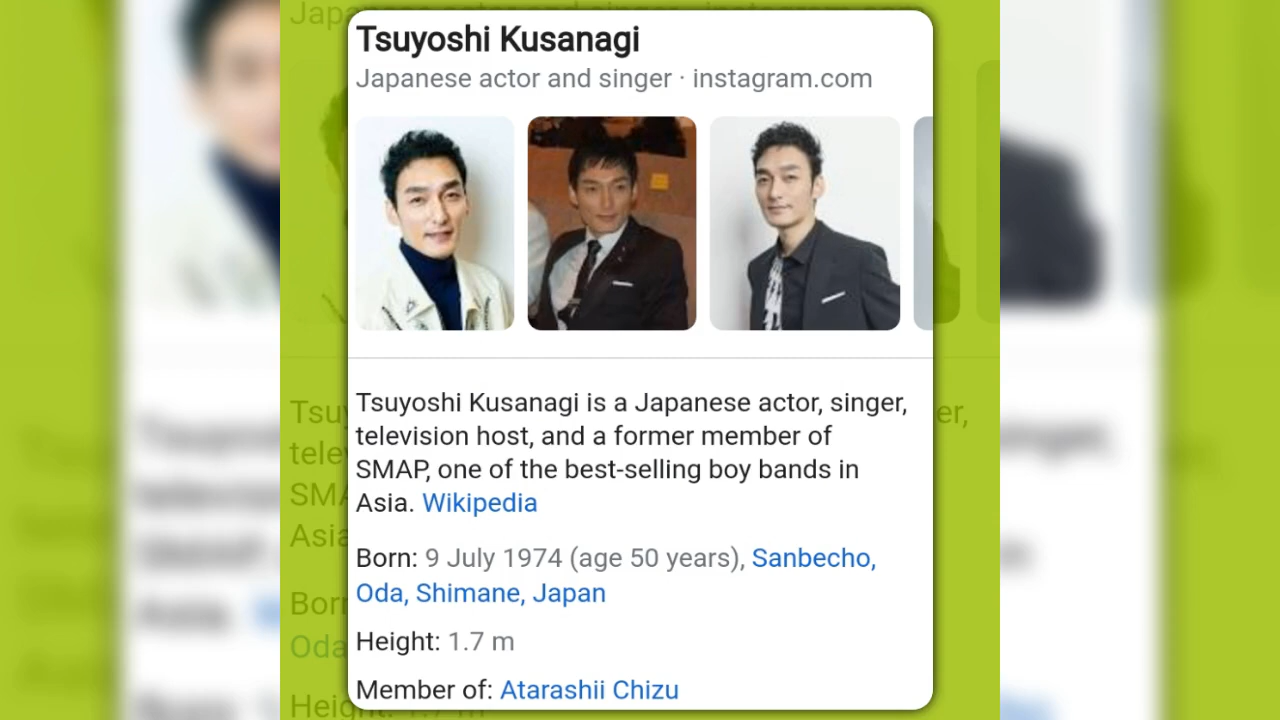 Tsuyoshi Kusanagi
Japanese actor and singer · instagram.com
Tsuyoshi Kusanagi is a Japanese actor, singer,
television host, and a former member of
SMAP, one of the best-selling boy bands in
Asia. Wikipedia
Born: 9 July 1974 (age 50 years), Sanbecho,
Oda, Shimane, Japan
Height: 1.7 m
Member of: Atarashii Chizu